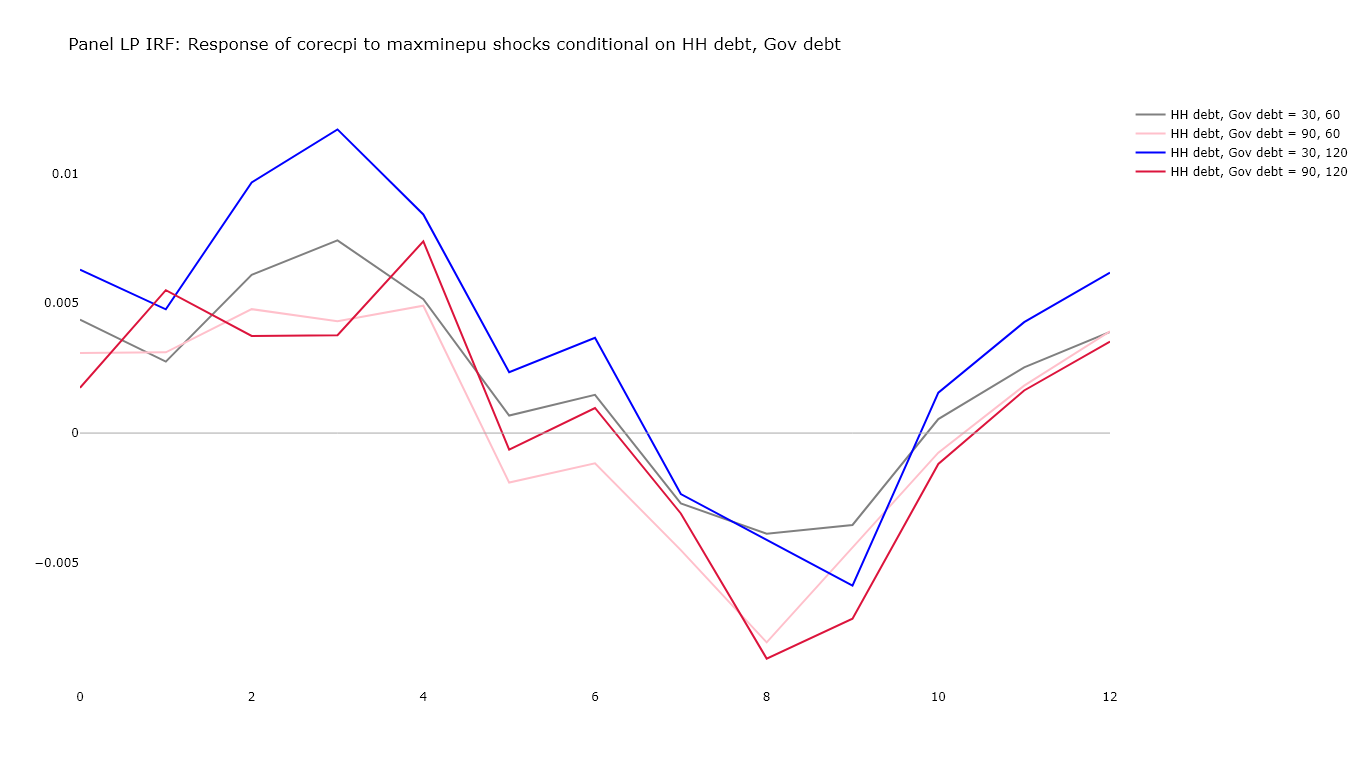 Panel LP IRF: Response of corecpi to maxminepu shocks conditional on HH debt, Gov debt
HH debt, Gov debt = 30, 60
HH debt, Gov debt = 90, 60
HH debt, Gov debt = 30, 120
HH debt, Gov debt = 90, 120
0.01
0.005
0
−0.005
0 2 4 6 8 10 12